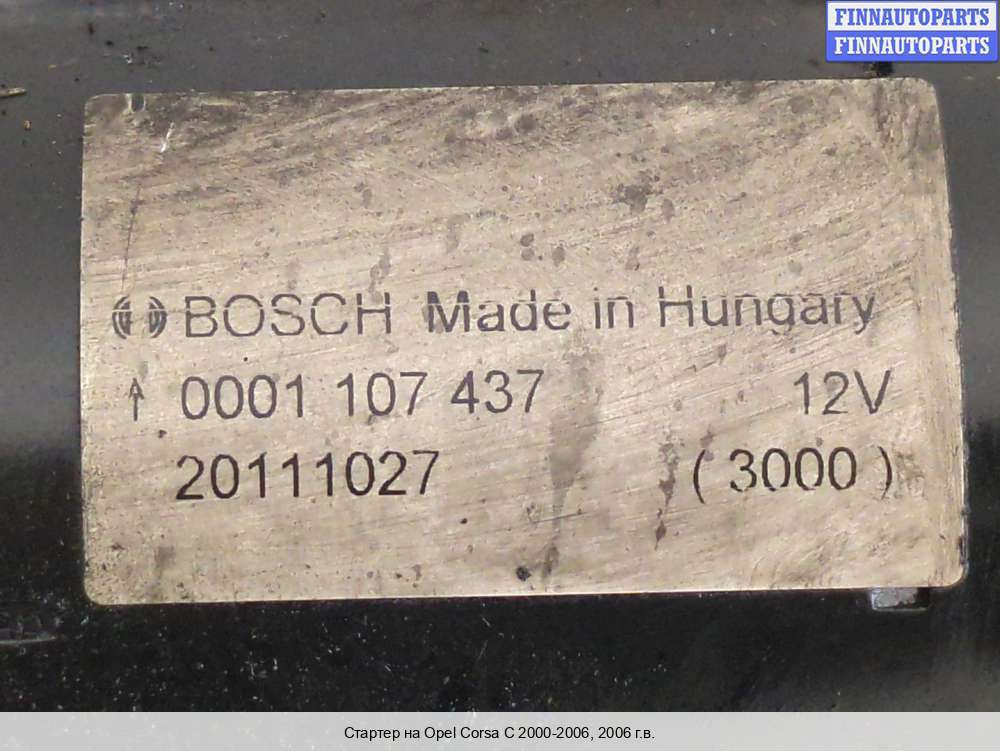 FINNAUTOPARTS
FINNAUTOPARTS
BOSCH Made in Hungary
↑ 0001 107 437 12V
20111027 (3000)
Стартер на Opel Corsa C 2000-2006, 2006 г.в.